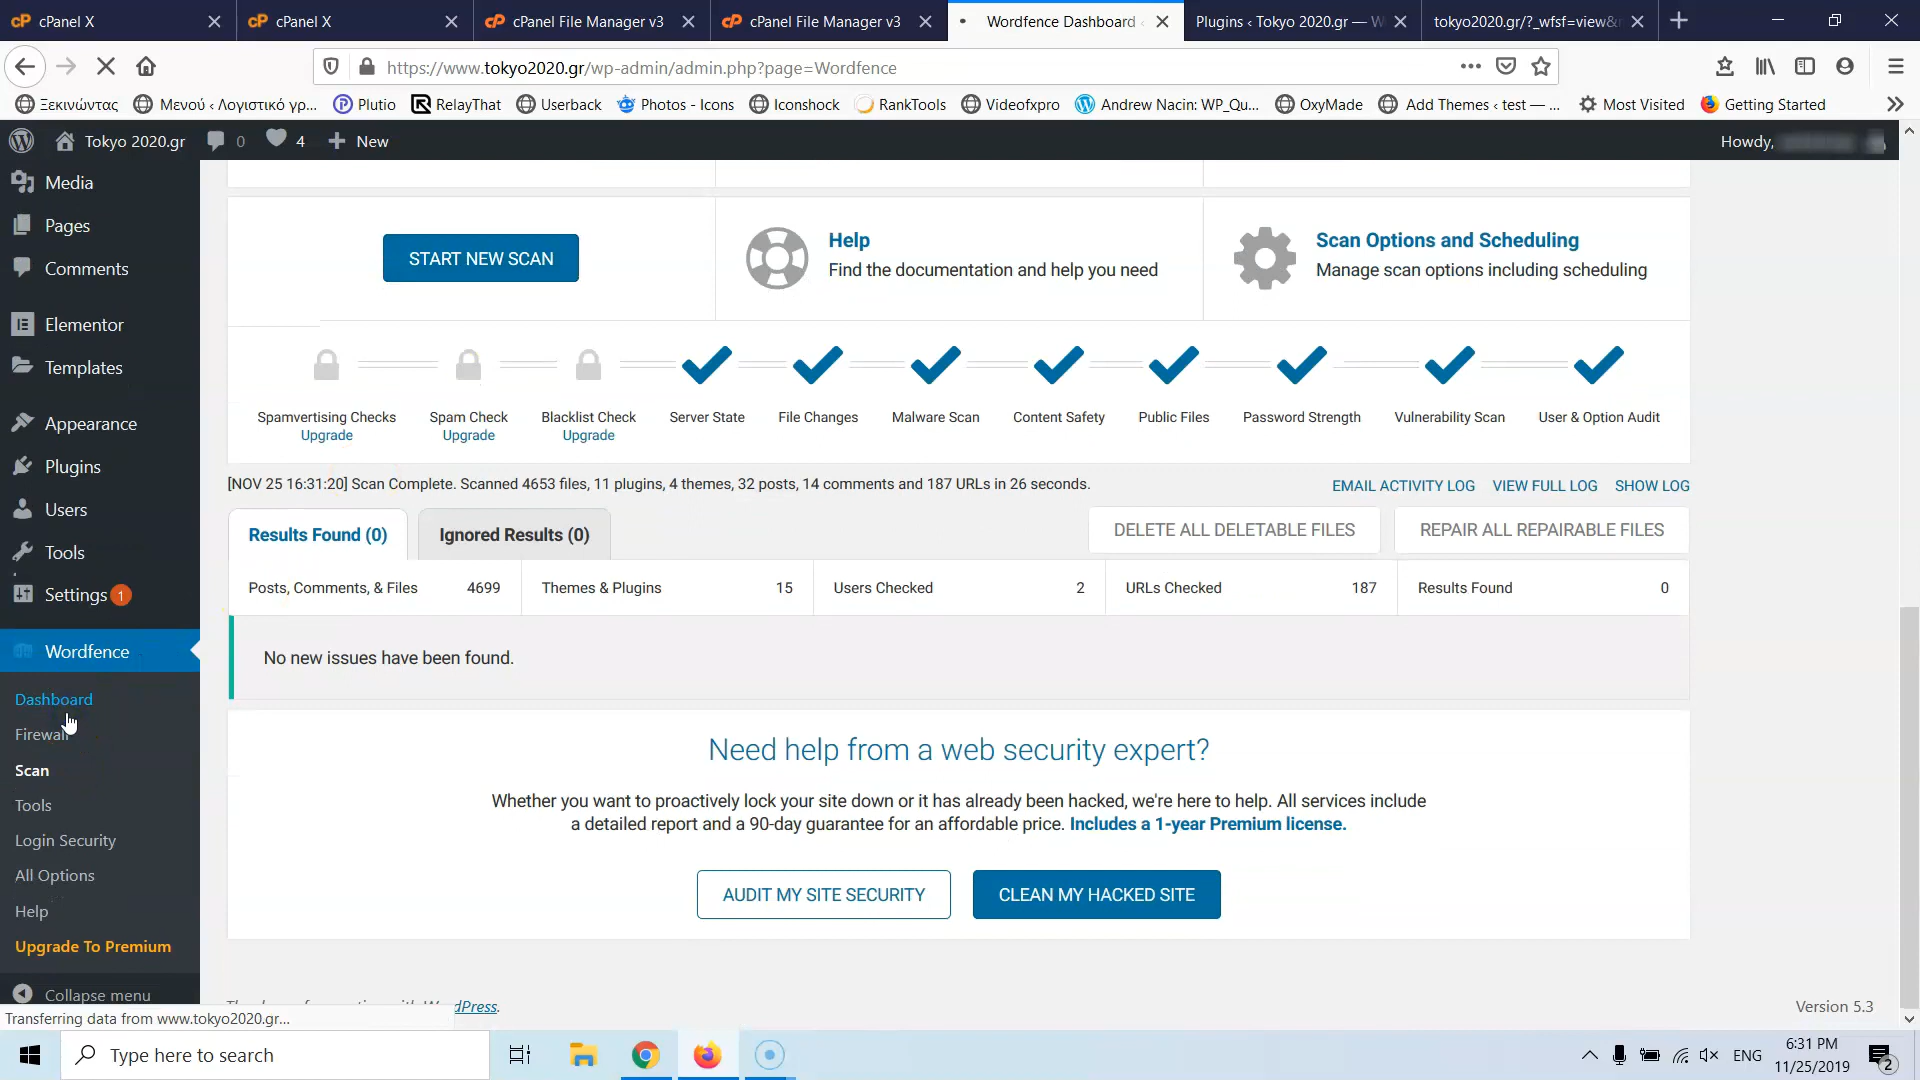 cPanel X
cPanel X
cPanel File Manager v3
cPanel File Manager v3
Wordfence Dashboard ‹
Plugins ‹ Tokyo 2020.gr — W
tokyo2020.gr/?_wfsf=view&
https://www.tokyo2020.gr/wp-admin/admin.php?page=Wordfence
Ξεκινώντας
Μενού ‹ Λογιστικό γρ...
Plutio
RelayThat
Userback
Photos - Icons
Iconshock
RankTools
Videofxpro
Andrew Nacin: WP_Qu...
OxyMade
Add Themes ‹ test — ...
Most Visited
Getting Started
Tokyo 2020.gr
0
4
New
Howdy,
Media
Pages
Comments
Elementor
Templates
Appearance
Plugins
Users
Tools
Settings 1
Wordfence
Dashboard
Firewall
Scan
Tools
Login Security
All Options
Help
Upgrade To Premium
Collapse menu
START NEW SCAN
Help
Find the documentation and help you need
Scan Options and Scheduling
Manage scan options including scheduling
Spamvertising Checks
Upgrade
Spam Check
Upgrade
Blacklist Check
Upgrade
Server State
File Changes
Malware Scan
Content Safety
Public Files
Password Strength
Vulnerability Scan
User & Option Audit
[NOV 25 16:31:20] Scan Complete. Scanned 4653 files, 11 plugins, 4 themes, 32 posts, 14 comments and 187 URLs in 26 seconds.
EMAIL ACTIVITY LOG
VIEW FULL LOG
SHOW LOG
Results Found (0)
Ignored Results (0)
DELETE ALL DELETABLE FILES
REPAIR ALL REPAIRABLE FILES
Posts, Comments, & Files 4699
Themes & Plugins 15
Users Checked 2
URLs Checked 187
Results Found 0
No new issues have been found.
Need help from a web security expert?
Whether you want to proactively lock your site down or it has already been hacked, we're here to help. All services include
a detailed report and a 90-day guarantee for an affordable price. Includes a 1-year Premium license.
AUDIT MY SITE SECURITY
CLEAN MY HACKED SITE
dPress.
Version 5.3
Transferring data from www.tokyo2020.gr...
Type here to search
ENG
6:31 PM
11/25/2019
2